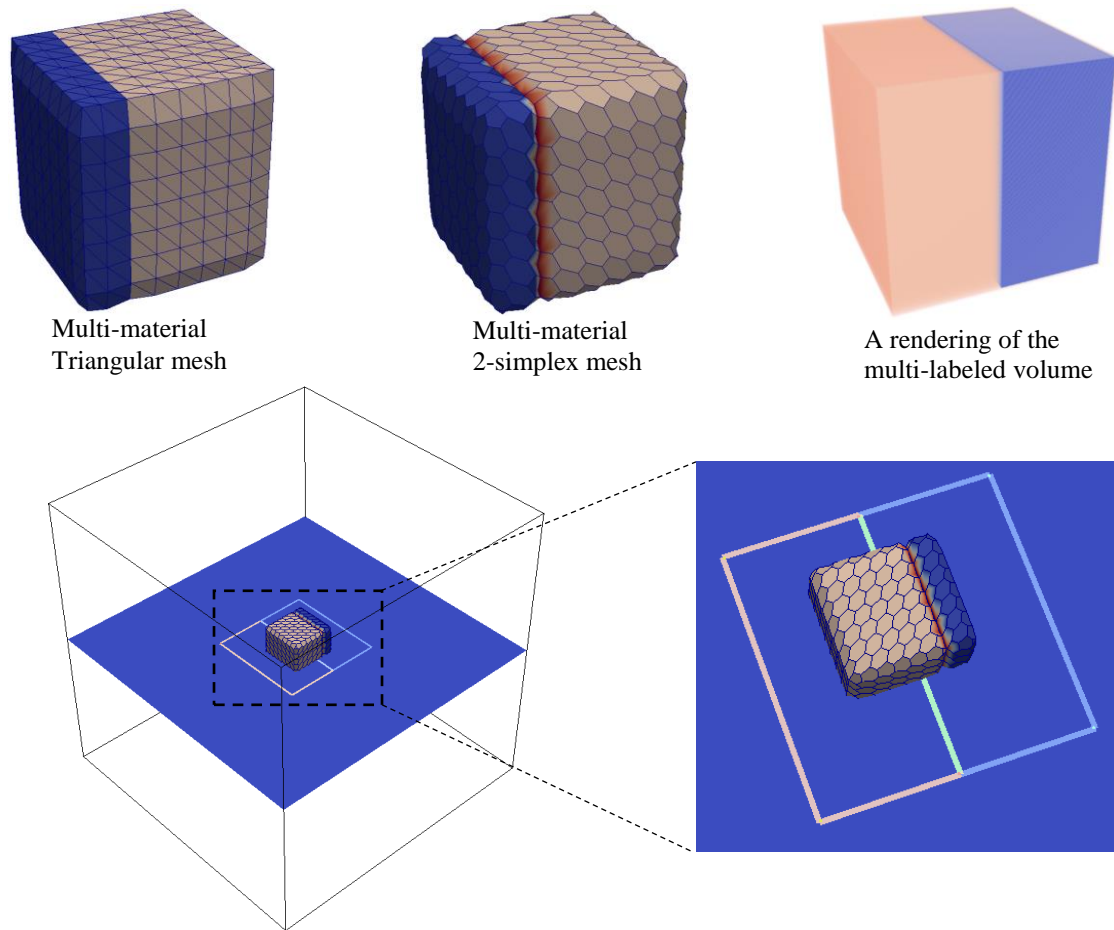 Multi-material
Triangular mesh
Multi-material
2-simplex mesh
A rendering of the
multi-labeled volume